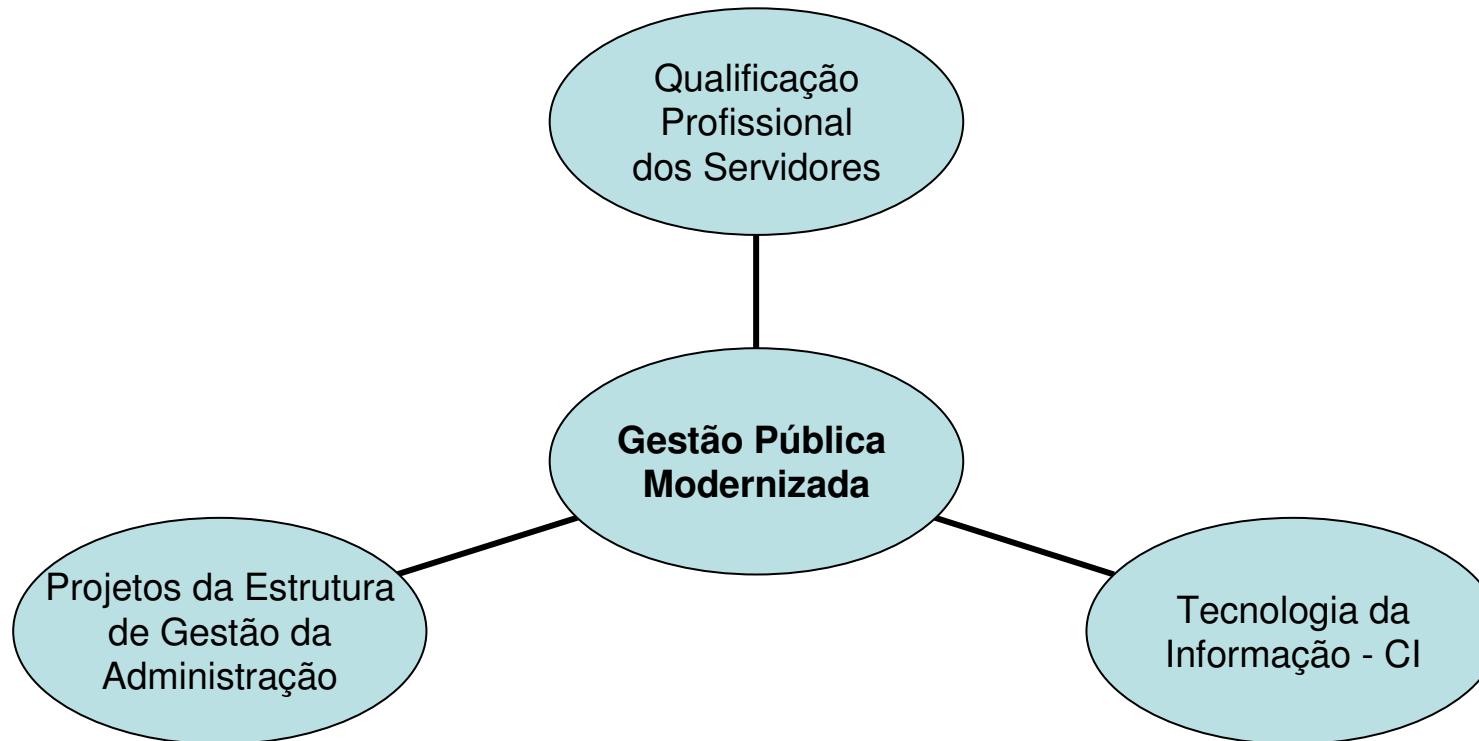 Qualificação
Profissional
dos Servidores
Gestão Pública
Modernizada
Projetos da Estrutura
de Gestão da
Administração
Tecnologia da
Informação - CI